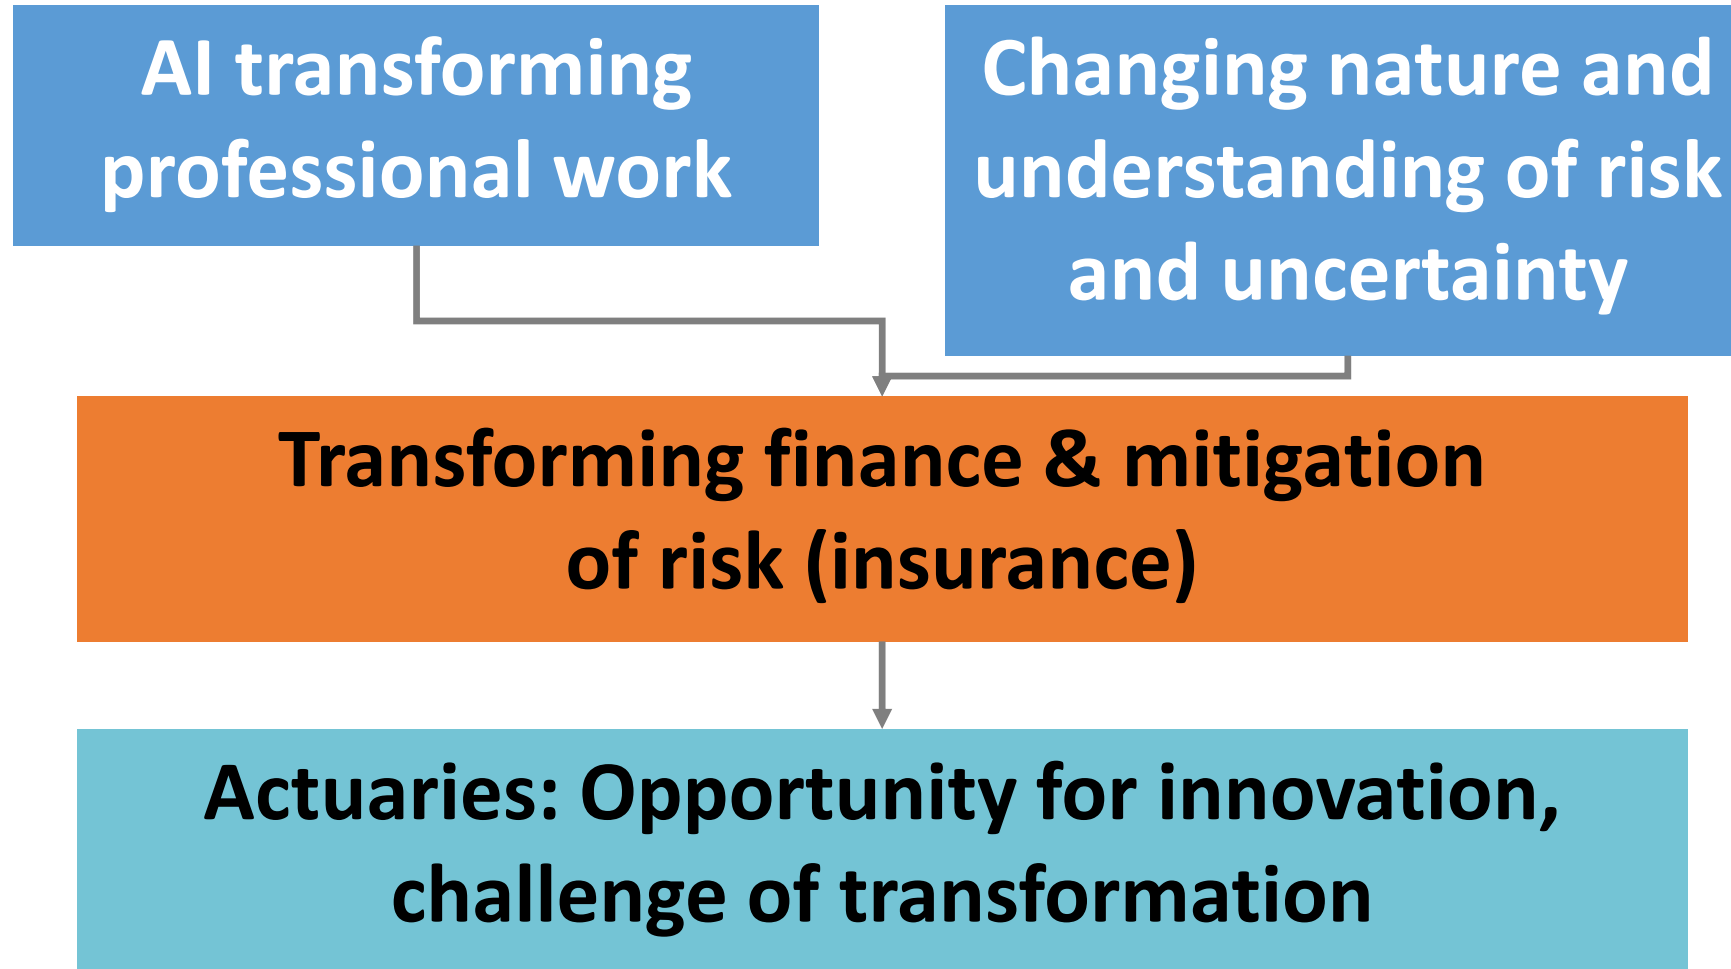 AI transforming
professional work
Changing nature and
understanding of risk
and uncertainty
Transforming finance & mitigation
of risk (insurance)
Actuaries: Opportunity for innovation,
challenge of transformation